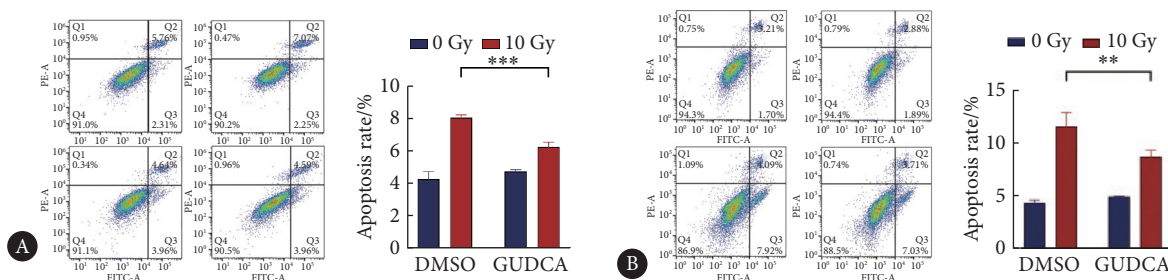 Q1 Q2
0.95% 5.76%
Q4 Q3
91.0% 2.31%
Q1 Q2
0.47% 7.07%
Q4 Q3
90.2% 2.25%
Q1 Q2
0.34% 4.64%
Q4 Q3
91.1% 3.96%
Q1 Q2
0.96% 4.59%
Q4 Q3
90.5% 3.96%
PE-A
PE-A
FITC-A
FITC-A
A
0 Gy 10 Gy
***
Apoptosis rate/%
10
8
6
4
2
0
DMSO GUDCA
Q1 Q2
0.75% 3.21%
Q4 Q3
94.3% 1.70%
FITC-A
Q1 Q2
0.79% 2.88%
Q4 Q3
94.4% 1.89%
FITC-A
Q1 Q2
1.09%
Q4 Q3
86.9% 7.92%
FITC-A
Q1 Q2
0.74% 3.71%
Q4 Q3
88.5% 7.03%
FITC-A
PE-A
PE-A
B
0 Gy 10 Gy
**
Apoptosis rate/%
15
10
5
0
DMSO GUDCA